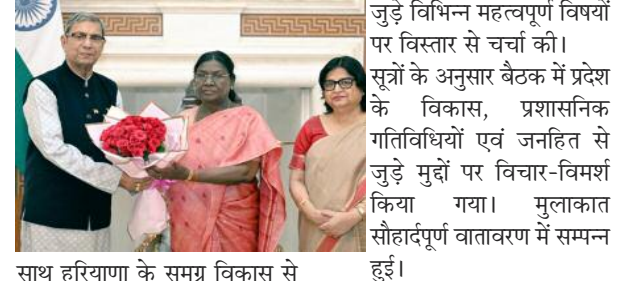 साथ हरियाणा के समग्र विकास से
जुड़े विभिन्न महत्वपूर्ण विषयों
पर विस्तार से चर्चा की।
सूत्रों के अनुसार बैठक में प्रदेश
के विकास, प्रशासनिक
गतिविधियों एवं जनहित से
जुड़े मुद्दों पर विचार-विमर्श
किया गया। मुलाकात
सौहार्दपूर्ण वातावरण में सम्पन्न
हुई।